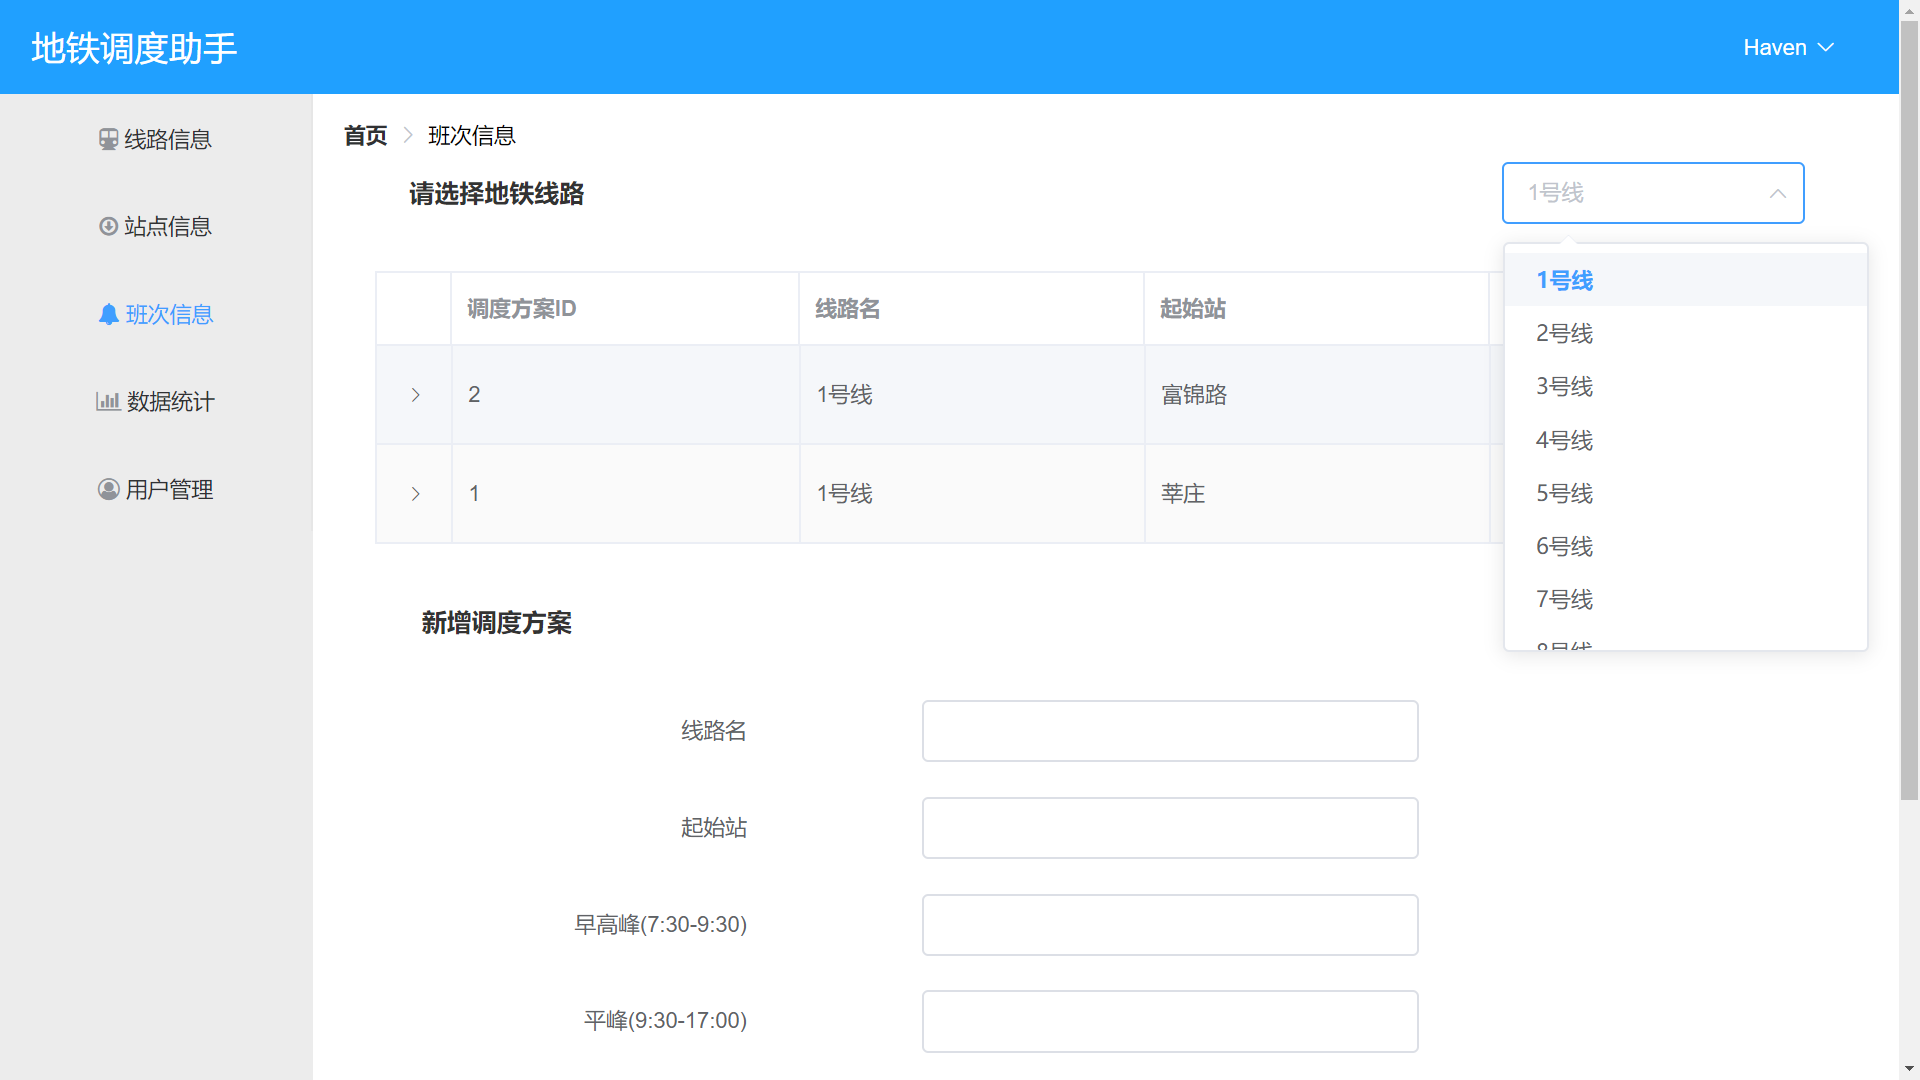 地铁调度助手
Haven
线路信息
站点信息
班次信息
数据统计
用户管理
首页 班次信息
请选择地铁线路
1号线
调度方案ID 线路名 起始站
2 1号线 富锦路
1 1号线 莘庄
1号线
2号线
3号线
4号线
5号线
6号线
7号线
8号线
新增调度方案
线路名
起始站
早高峰(7:30-9:30)
平峰(9:30-17:00)